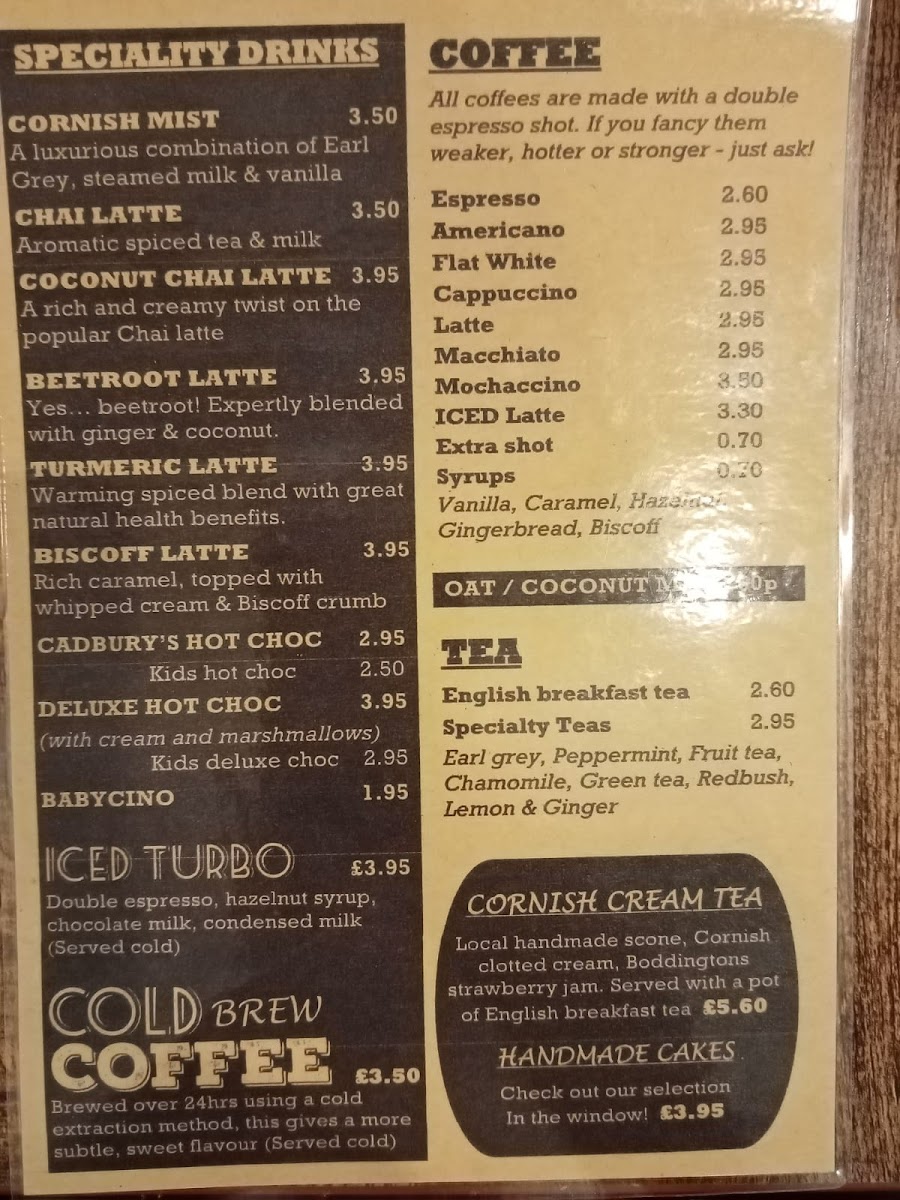 SPECIALITY DRINKS
CORNISH MIST 3.50
A luxurious combination of Earl
Grey, steamed milk & vanilla
CHAI LATTE 3.50
Aromatic spiced tea & milk
COCONUT CHAI LATTE 3.95
A rich and creamy twist on the
popular Chai latte
BEETROOT LATTE 3.95
Yes... beetroot! Expertly blended
with ginger & coconut.
TURMERIC LATTE 3.95
Warming spiced blend with great
natural health benefits.
BISCOFF LATTE 3.95
Rich caramel, topped with
whipped cream & Biscoff crumb
CADBURY'S HOT CHOC 2.95
Kids hot choc 2.50
DELUXE HOT CHOC 3.95
(with cream and marshmallows)
Kids deluxe choc 2.95
BABYCINO 1.95
ICED TURBO £3.95
Double espresso, hazelnut syrup,
chocolate milk, condensed milk
(Served cold)
COLD BREW
COFFEE £3.50
Brewed over 24hrs using a cold
extraction method, this gives a more
subtle, sweet flavour (Served cold)
COFFEE
All coffees are made with a double
espresso shot. If you fancy them
weaker, hotter or stronger - just ask!
Espresso 2.60
Americano 2.95
Flat White 2.95
Cappuccino 2.95
Latte 2.95
Macchiato 2.95
Mochaccino 3.50
ICED Latte 3.30
Extra shot 0.70
Syrups 0.70
Vanilla, Caramel, Hazelnut,
Gingerbread, Biscoff
OAT / COCONUT
TEA
English breakfast tea 2.60
Specialty Teas 2.95
Earl grey, Peppermint, Fruit tea,
Chamomile, Green tea, Redbush,
Lemon & Ginger
CORNISH CREAM TEA
Local handmade scone, Cornish
clotted cream, Boddingtons
strawberry jam. Served with a pot
of English breakfast tea £5.60
HANDMADE CAKES
Check out our selection
In the window! £3.95